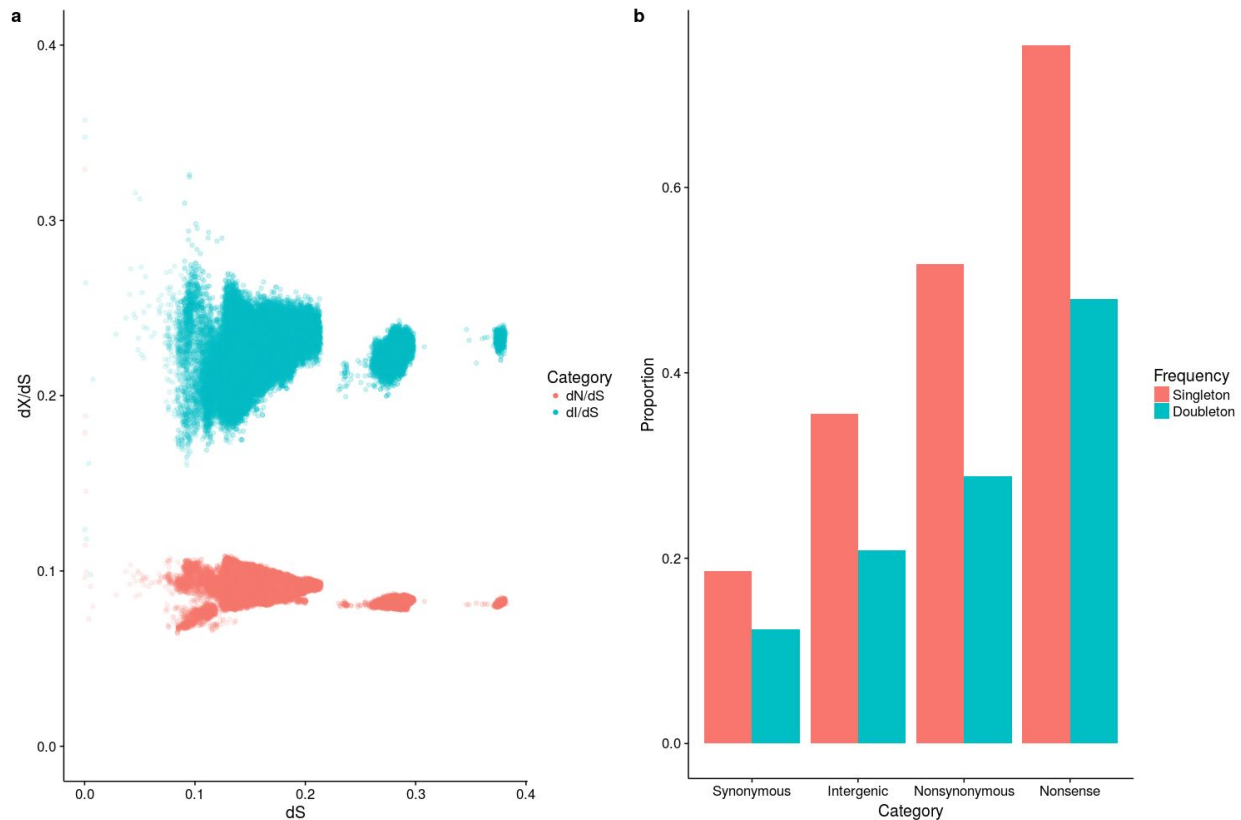 a
0.4
0.3
0.2
0.1
0.0
dX/dS
0.0 0.1 0.2 0.3 0.4
dS
Category
dN/dS
dI/dS
b
0.6
0.4
0.2
0.0
Proportion
Synonymous Intergenic Nonsynonymous Nonsense
Category
Frequency
Singleton
Doubleton